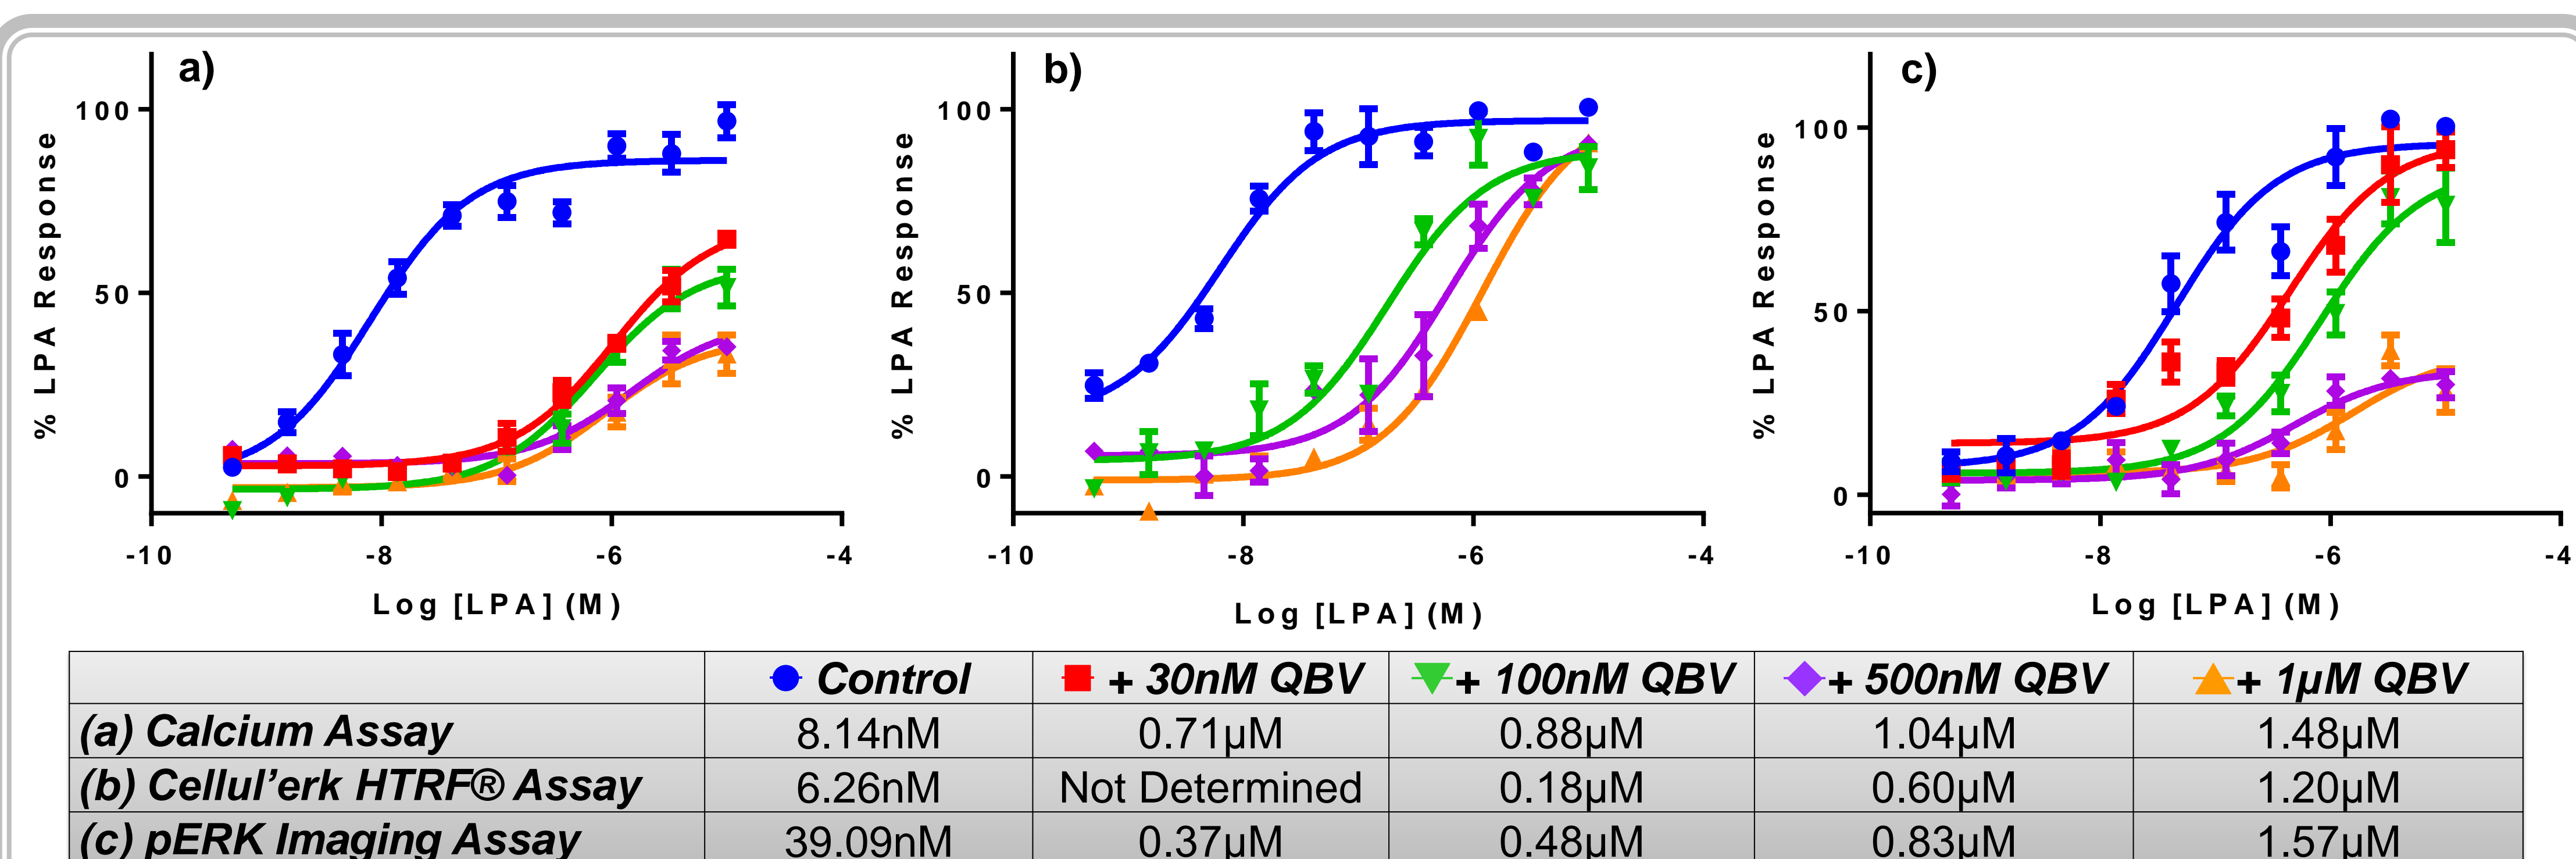 a)
100
50
0
% LPA Response
-10 -8 -6 -4
Log [LPA] (M)
b)
100
50
0
% LPA Response
-10 -8 -6 -4
Log [LPA] (M)
c)
100
50
0
% LPA Response
-10 -8 -6 -4
Log [LPA] (M)
Control + 30nM QBV + 100nM QBV + 500nM QBV + 1µM QBV
(a) Calcium Assay 8.14nM 0.71µM 0.88µM 1.04µM 1.48µM
(b) Cellul’erk HTRF® Assay 6.26nM Not Determined 0.18µM 0.60µM 1.20µM
(c) pERK Imaging Assay 39.09nM 0.37µM 0.48µM 0.83µM 1.57µM